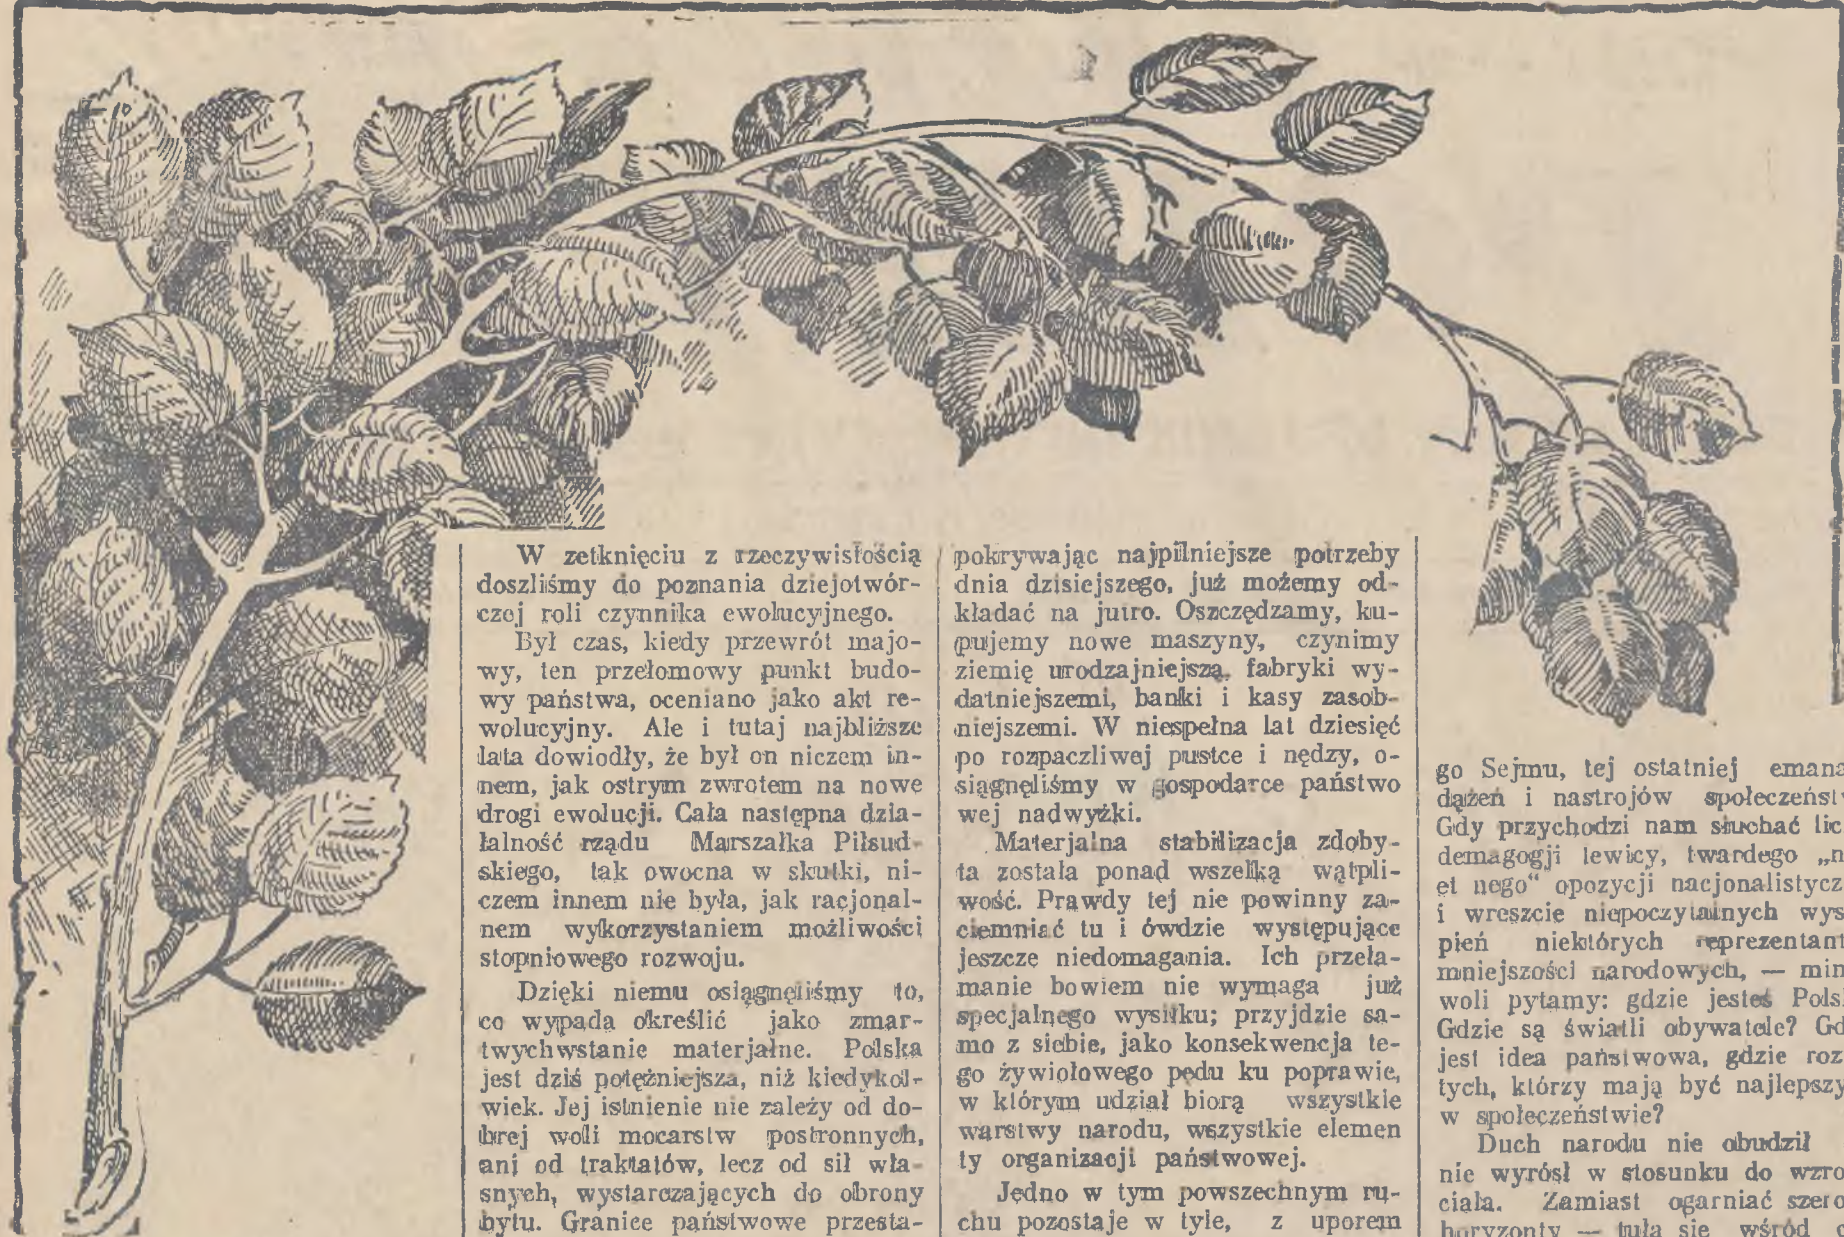 W zetknięciu z rzeczywistością
doszliśmy do poznania dziejotwór-
czej roli czynnika ewolucyjnego.
Był czas, kiedy przewrót majo-
wy, ten przełomowy punkt budo-
wy państwa, oceniano jako akt re-
wolucyjny. Ale i tutaj najbliższe
lata dowiodły, że był on niczem in-
nem, jak ostrym zwrotem na nowe
drogi ewolucji. Cała następna dzia-
łalność rządu Marszałka Piłsud-
skiego, tak owocna w skutki, ni-
czem innem nie była, jak racjonal-
nem wykorzystaniem możliwości
stopniowego rozwoju.
Dzięki niemu osiągnęliśmy to,
co wypada określić jako zmar-
twychwstanie materjalne. Polska
jest dziś potężniejsza, niż kiedykol-
wiek. Jej istnienie nie zależy od do-
brej woli mocarstw postronnych,
ani od traktatów, lecz od sił wła-
snych, wystarczających do obrony
bytu. Granice państwowe przesta-
pokrywając najpilniejsze potrzeby
dnia dzisiejszego, już możemy od-
kładać na jutro. Oszczędzamy, ku-
pujemy nowe maszyny, czynimy
ziemię urodzajniejszą, fabryki wy-
datniejszemi, banki i kasy zasob-
niejszemi. W niespełna lat dziesięć
po rozpaczliwej pustce i nędzy, o-
siągnęliśmy w gospodarce państwo
wej nadwyżki.
Materjalna stabilizacja zdoby-
ta została ponad wszelką wątpli-
wość. Prawdy tej nie powinny za-
ciemniać tu i ówdzie występujące
jeszcze niedomagania. Ich przeła-
manie bowiem nie wymaga już
specjalnego wysiłku; przyjdzie sa-
mo z siebie, jako konsekwencja te-
go żywiołowego pędu ku poprawie,
w którym udział biorą wszystkie
warstwy narodu, wszystkie elemen
ty organizacji państwowej.
Jedno w tym powszechnym ru-
chu pozostaje w tyle, z uporem
go Sejmu, tej ostatniej emana
dążeń i nastrojów społeczeńst
Gdy przychodzi nam słuchać lic
demagogji lewicy, twardego „n
et nego“ opozycji nacjonalistycz
i wreszcie niepoczytalnych wys
pień niektórych reprezentant
mniejszości narodowych, — min
woli pytamy: gdzie jesteś Pols
Gdzie są światli obywatele? Gd
jest idea państwowa, gdzie roz
tych, którzy mają być najlepszy
w społeczeństwie?
Duch narodu nie obudził
nie wyrósł w stosunku do wzro
ciała. Zamiast ogarniać szero
horyzonty — tuła się wśród